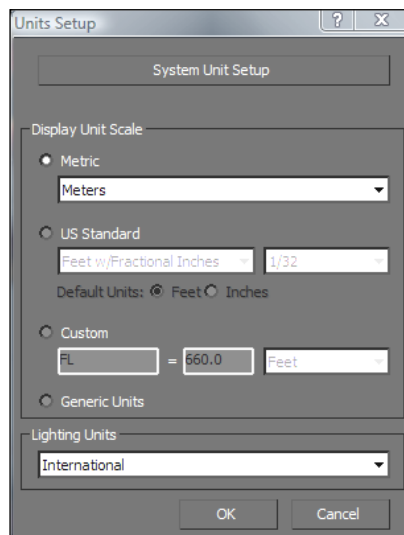 Units Setup ? X
System Unit Setup
Display Unit Scale
Metric
Meters
US Standard
Feet w/Fractional Inches 1/32
Default Units: Feet Inches
Custom
FL = 660.0 Feet
Generic Units
Lighting Units
International
OK Cancel